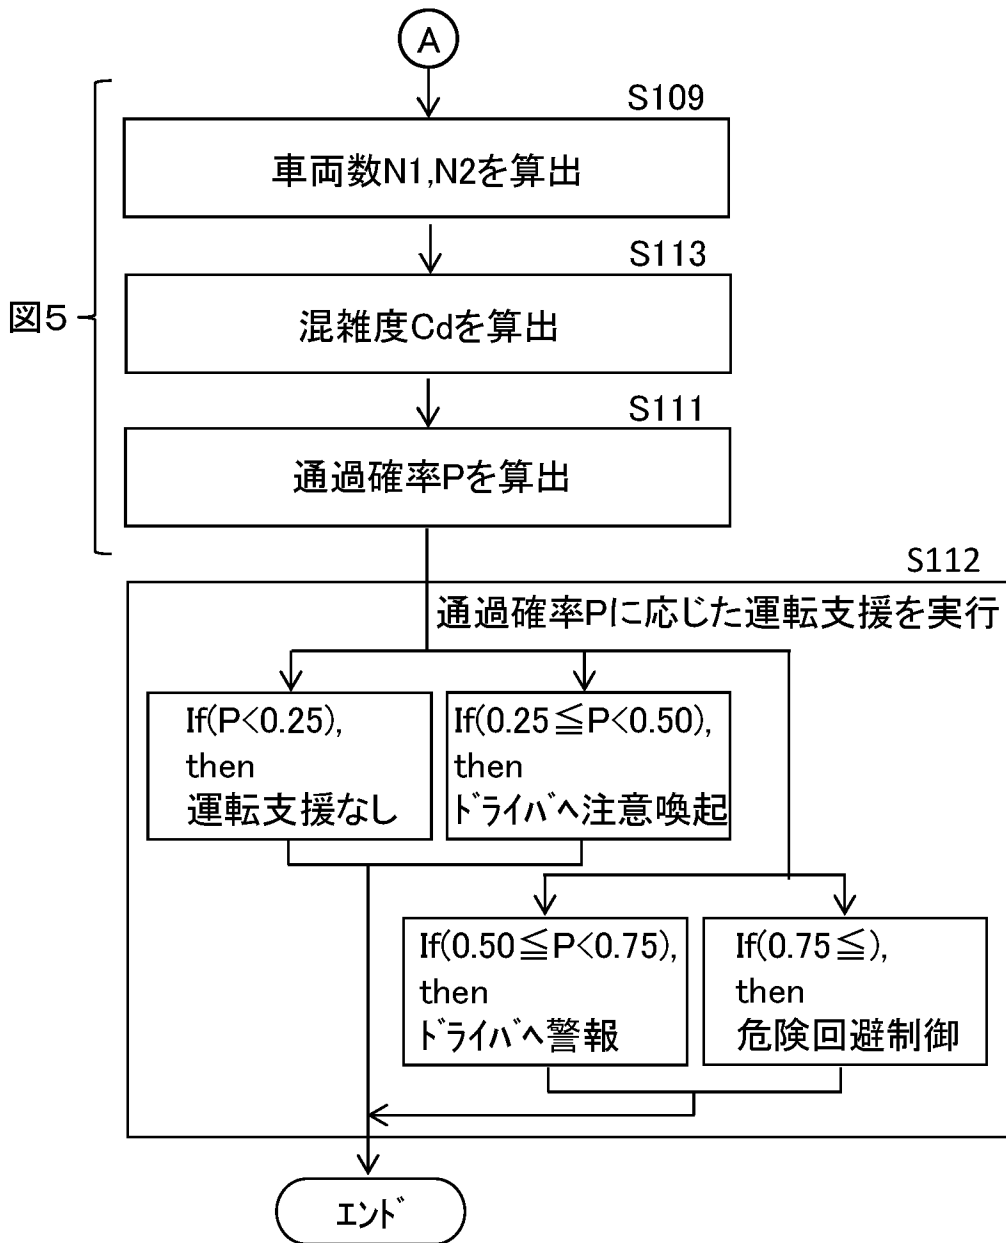 A
S109
車両数N1,N2を算出
S113
図5
混雑度Cdを算出
S111
通過確率Pを算出
S112
通過確率Pに応じた運転支援を実行
If(P<0.25),
then
運転支援なし
If(0.25≦P<0.50),
then
ドライバへ注意喚起
If(0.50≦P<0.75),
then
ドライバへ警報
If(0.75≦),
then
危険回避制御
エンド